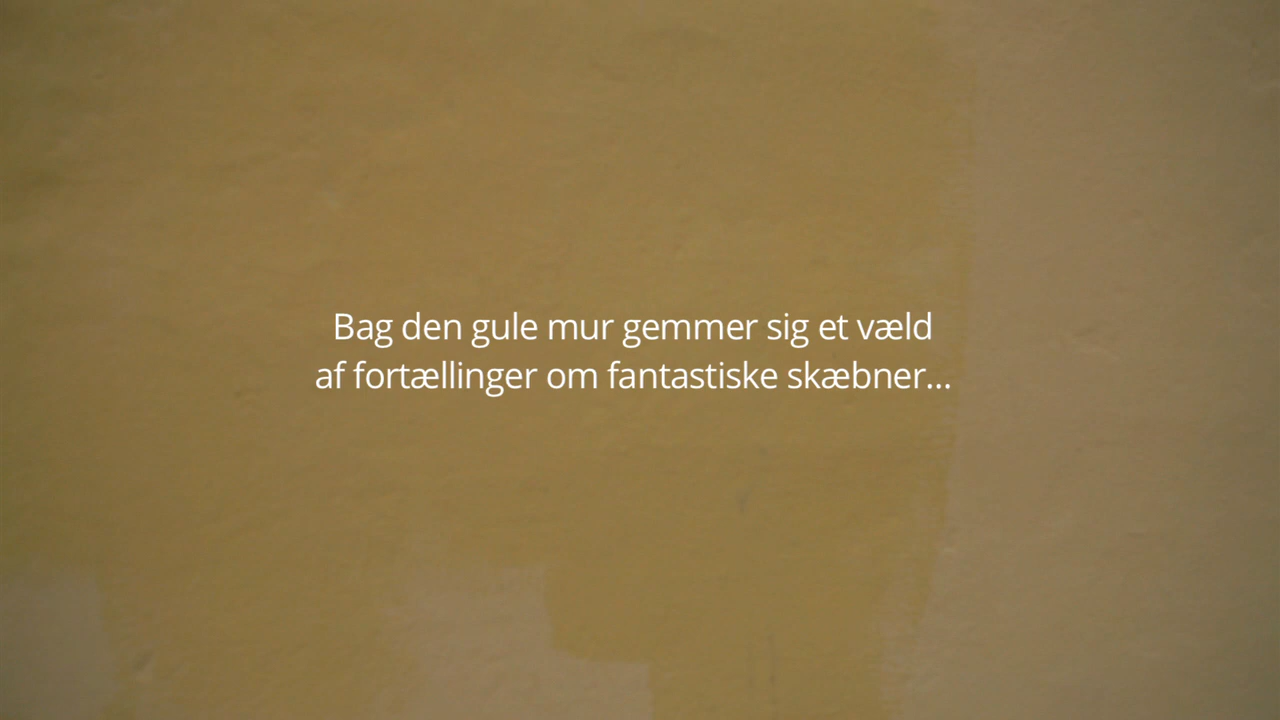 Bag den gule mur gemmer sig et væld
af fortællinger om fantastiske skæbner...